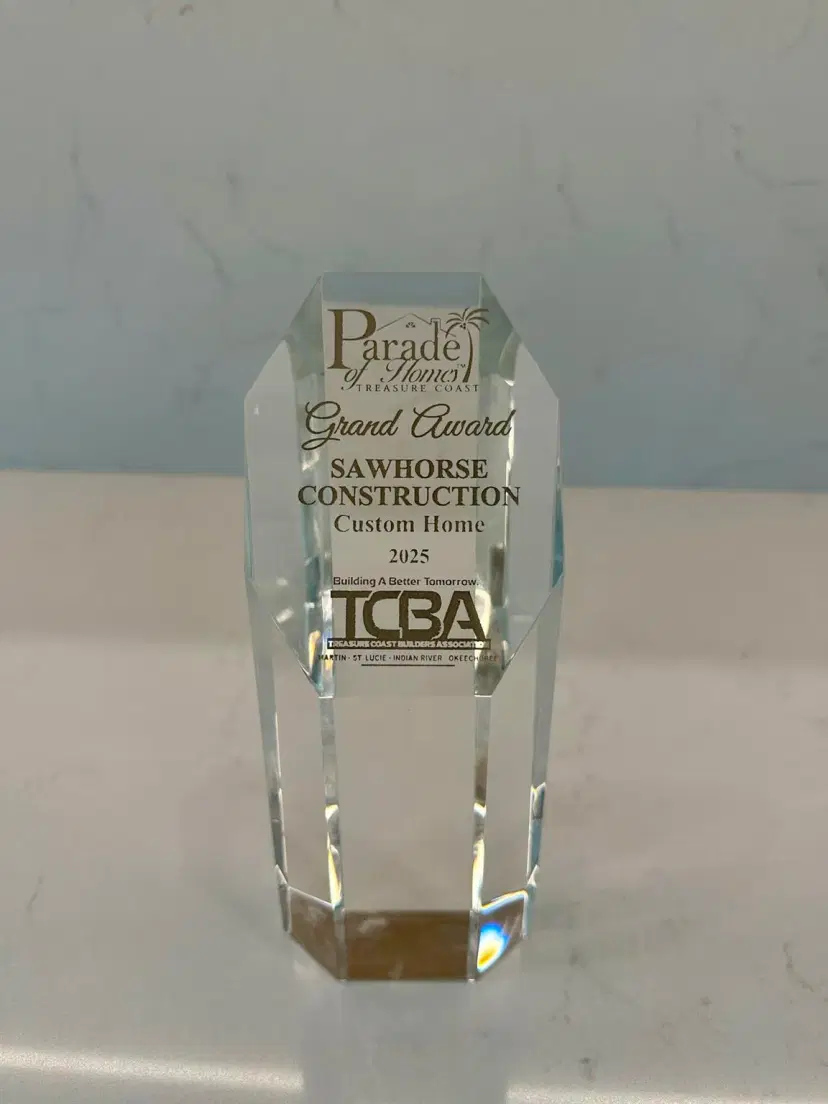 Parade
of Homes™
TREASURE COAST
Grand Award
SAWHORSE
CONSTRUCTION
Custom Home
2025
Building A Better Tomorrow.
TCBA
TREASURE COAST BUILDERS ASSOCIATION
MARTIN - ST LUCIE - INDIAN RIVER - OKEECHOBEE